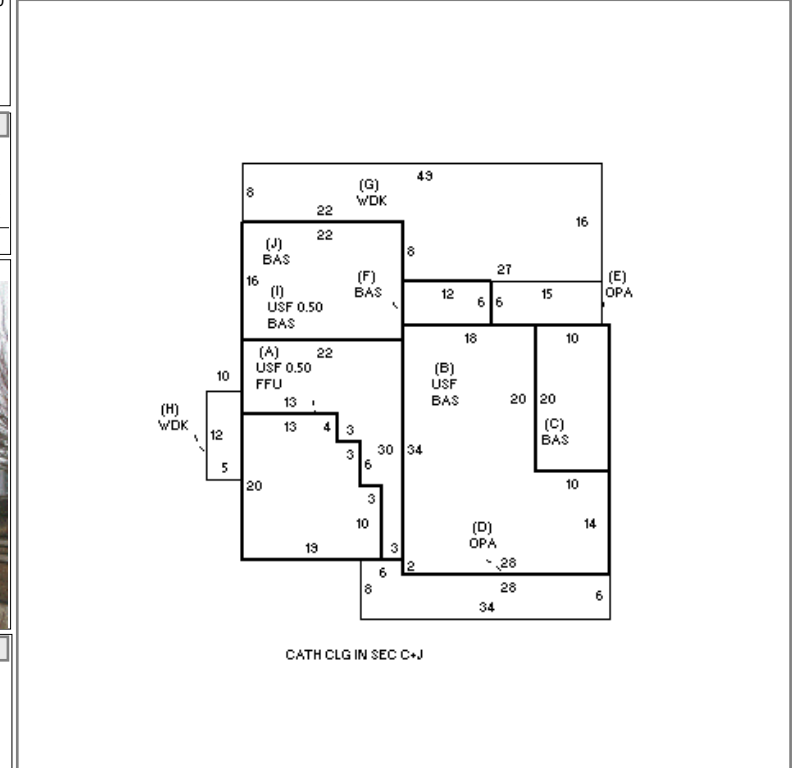 49
(G)
WDK
8
22
16
22
(J)
BAS
8
27
16
(F)
BAS
(E)
OPA
(I)
USF 0.50
BAS
12
6
6
15
18
10
(A)
USF 0.50
FFU
22
(B)
USF
BAS
10
13
20
20
(H)
WDK
13
4
3
(C)
BAS
12
3
30
34
5
6
20
3
10
10
14
(D)
OPA
19
3
6
2
28
8
28
6
34
CATH CLG IN SEC C+J